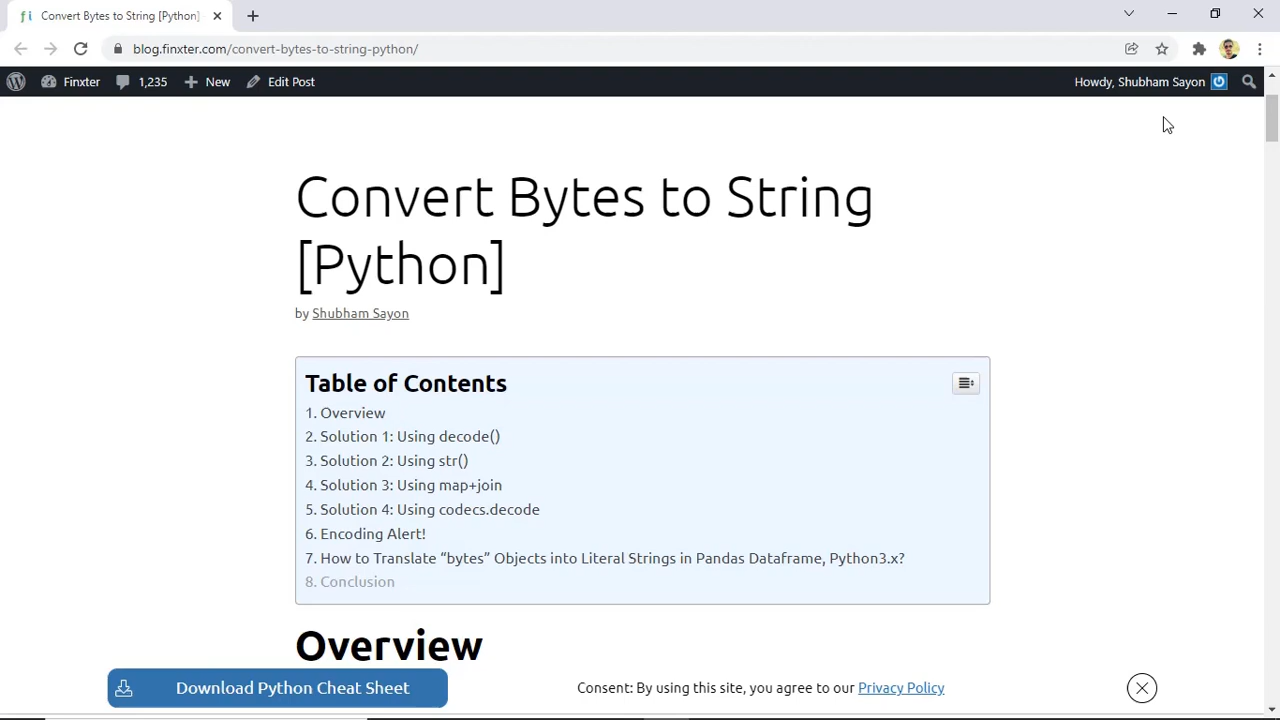 Convert Bytes to String [Python]
blog.finxter.com/convert-bytes-to-string-python/
Finxter 1,235 New Edit Post Howdy, Shubham Sayon
Convert Bytes to String
[Python]
by Shubham Sayon
Table of Contents
1. Overview
2. Solution 1: Using decode()
3. Solution 2: Using str()
4. Solution 3: Using map+join
5. Solution 4: Using codecs.decode
6. Encoding Alert!
7. How to Translate “bytes” Objects into Literal Strings in Pandas Dataframe, Python3.x?
8. Conclusion
Overview
Download Python Cheat Sheet
Consent: By using this site, you agree to our Privacy Policy